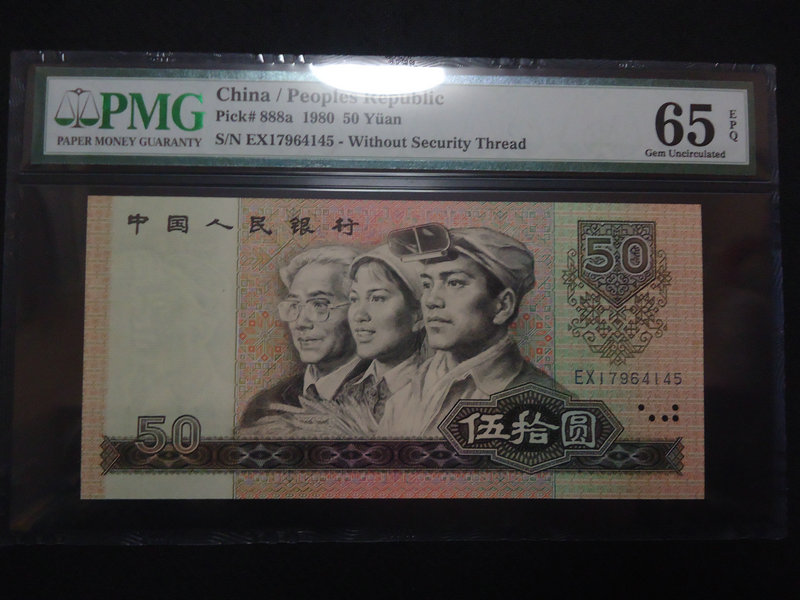 PMG
PAPER MONEY GUARANTY
China / Peoples Republic
Pick# 888a 1980 50 Yüan
S/N EX17964145 - Without Security Thread
65
EPQ
Gem Uncirculated
中国人民银行
50
EX17964145
50
伍拾圆